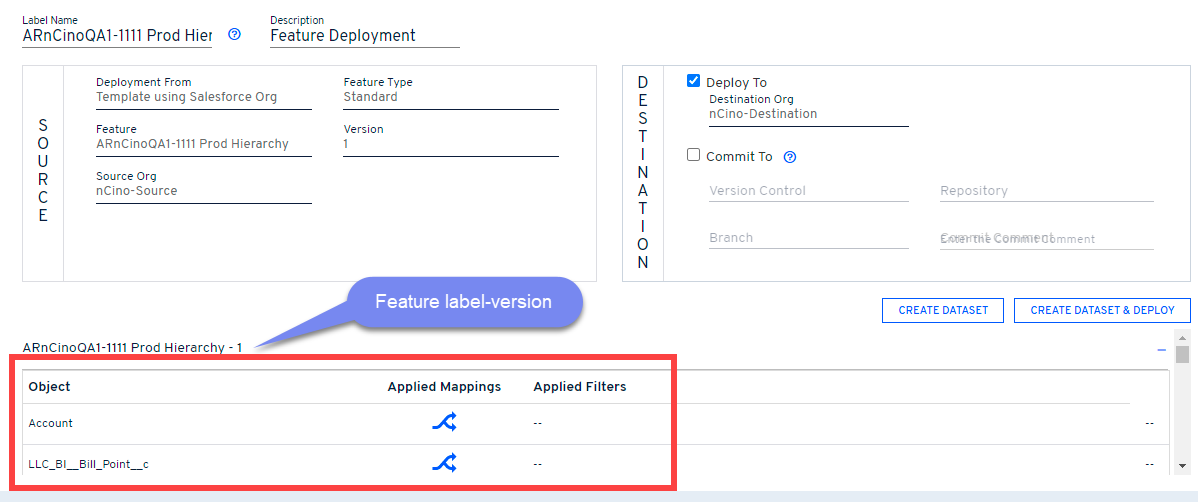 Label Name
ARnCinoQA1-1111 Prod Hier
Description
Feature Deployment
SOURCE
Deployment From
Template using Salesforce Org
Feature Type
Standard
Feature
ARnCinoQA1-1111 Prod Hierarchy
Version
1
Source Org
nCino-Source
DESTINATION
Deploy To
Destination Org
nCino-Destination
Commit To
Version Control
Repository
Branch
Commit Comment
Enter the Commit Comment
CREATE DATASET
CREATE DATASET & DEPLOY
Feature label-version
ARnCinoQA1-1111 Prod Hierarchy - 1
Object Applied Mappings Applied Filters
Account -- --
LLC_BI__Bill_Point__c -- --